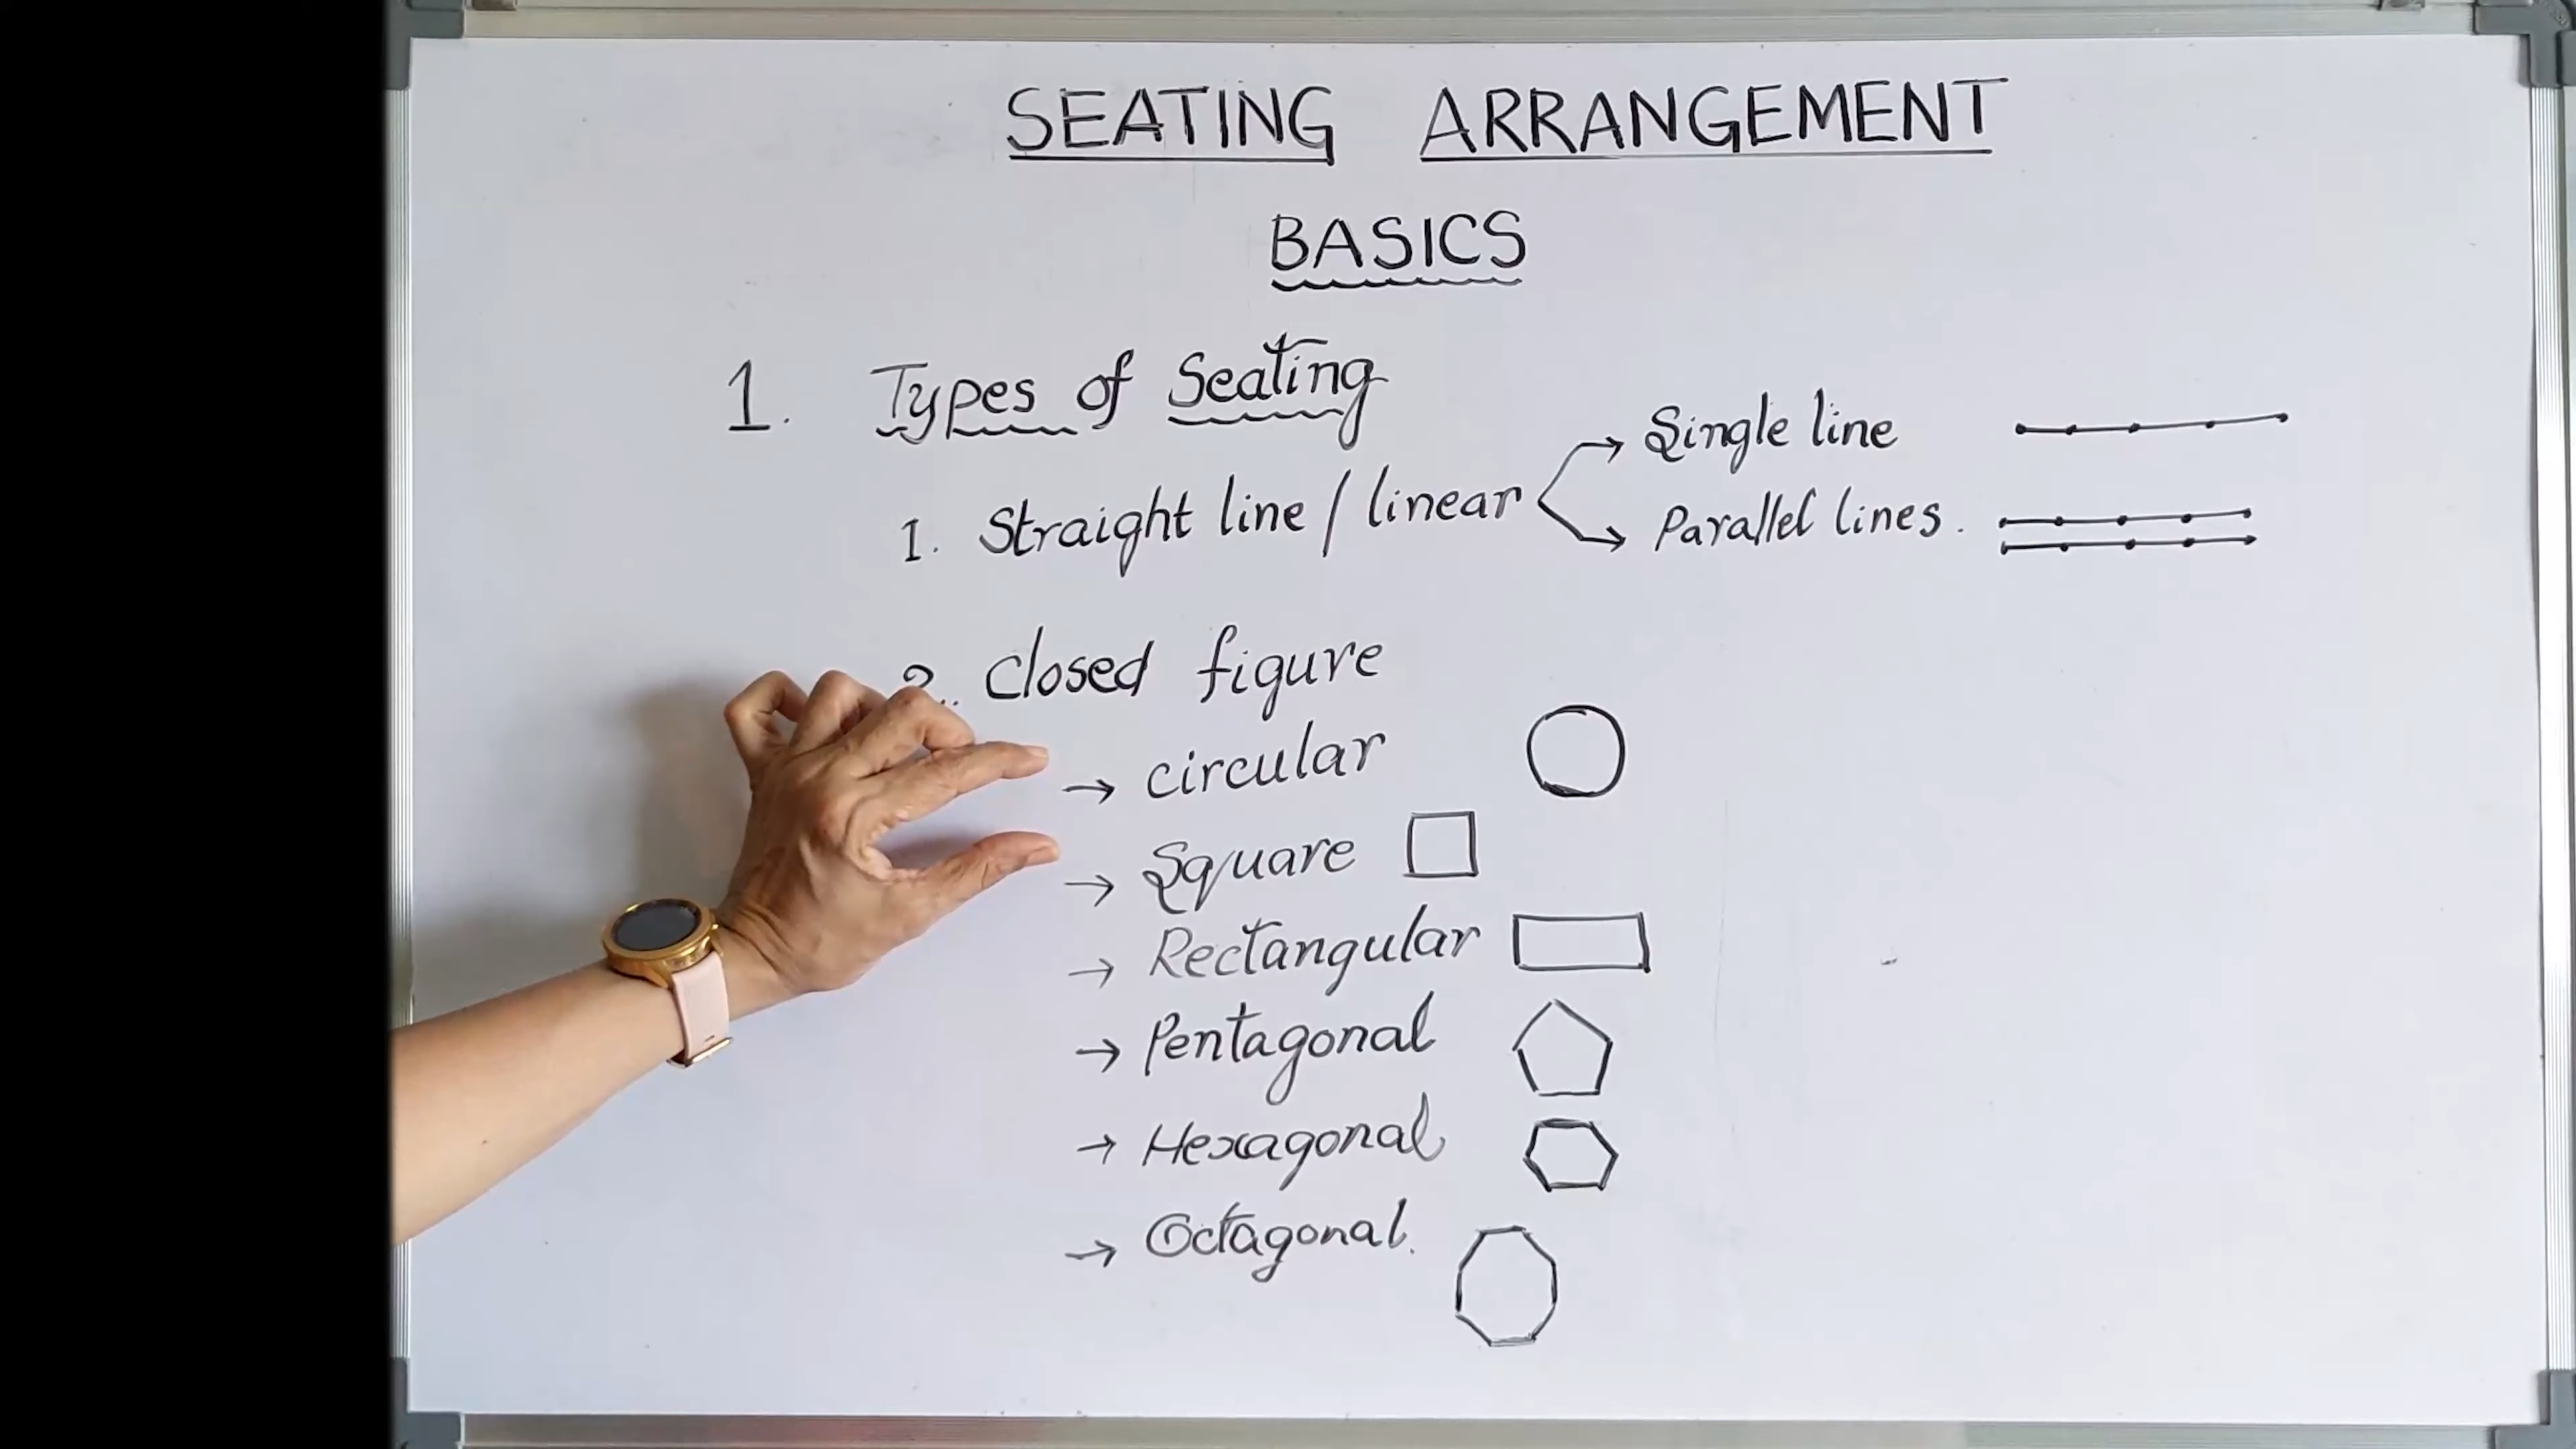 SEATING ARRANGEMENT
BASICS
1. Types of Seating
1. Straight line / linear
Single line
Parallel lines.
2. Closed figure
→ circular
→ Square
→ Rectangular
→ Pentagonal
→ Hexagonal
→ Octagonal.